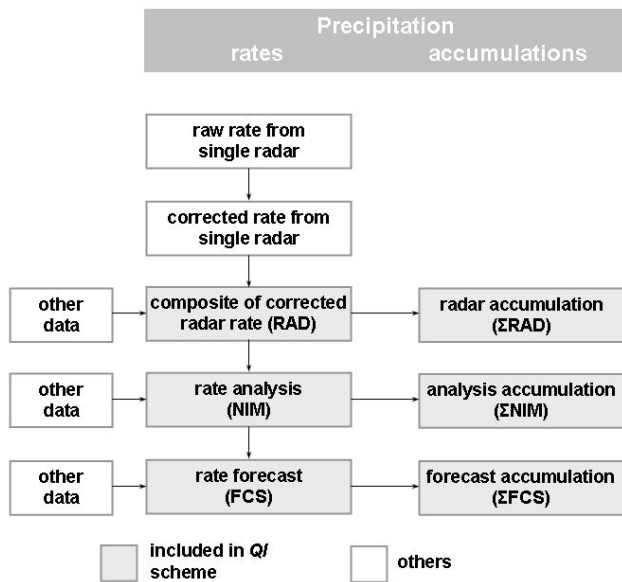 Precipitation
rates accumulations
raw rate from
single radar
corrected rate from
single radar
other
data
composite of corrected
radar rate (RAD)
radar accumulation
(ΣRAD)
other
data
rate analysis
(NIM)
analysis accumulation
(ΣNIM)
other
data
rate forecast
(FCS)
forecast accumulation
(ΣFCS)
included in QI
scheme
others